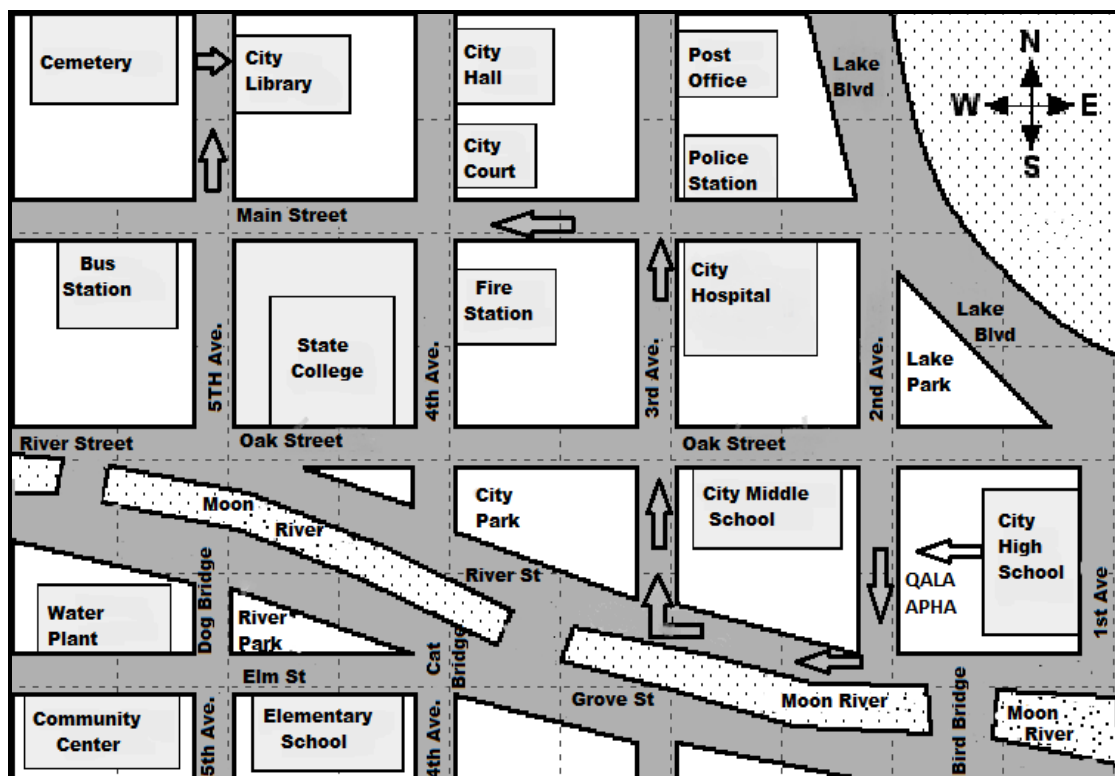 Cemetery
City
Library
City
Hall
Post
Office
Lake
Blvd
N
W
E
S
City
Court
Police
Station
Main Street
Bus
Station
State
College
Fire
Station
City
Hospital
Lake
Blvd
Lake
Park
5TH Ave.
4th Ave.
3rd Ave.
2nd Ave.
River Street
Oak Street
Oak Street
Moon
River
City
Park
City Middle
School
City
High
School
QALA
APHA
1st Ave
River St
Dog Bridge
Water
Plant
River
Park
Cat
Bridge
Elm St
Grove St
Moon River
Bird Bridge
Moon
River
Community
Center
5th Ave.
Elementary
School
4th Ave.